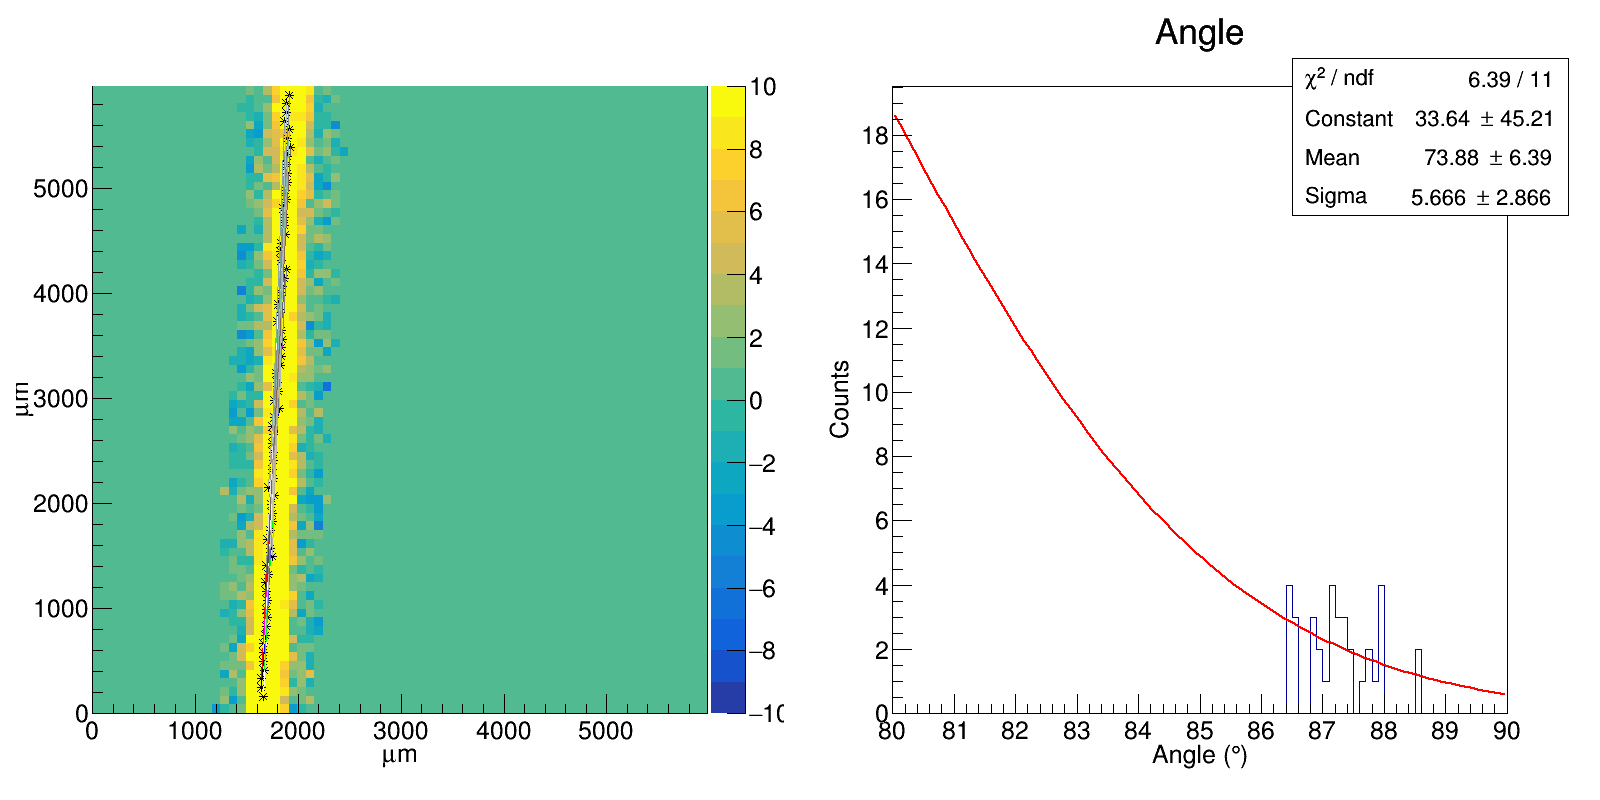 Angle
χ² / ndf 6.39 / 11
Constant 33.64 ± 45.21
Mean 73.88 ± 6.39
Sigma 5.666 ± 2.866
10
8
6
4
2
0
−2
−4
−6
−8
−10
5000
4000
3000
2000
1000
0
μm
0 1000 2000 3000 4000 5000
μm
18
16
14
12
10
8
6
4
2
0
Counts
80 81 82 83 84 85 86 87 88 89 90
Angle (°)